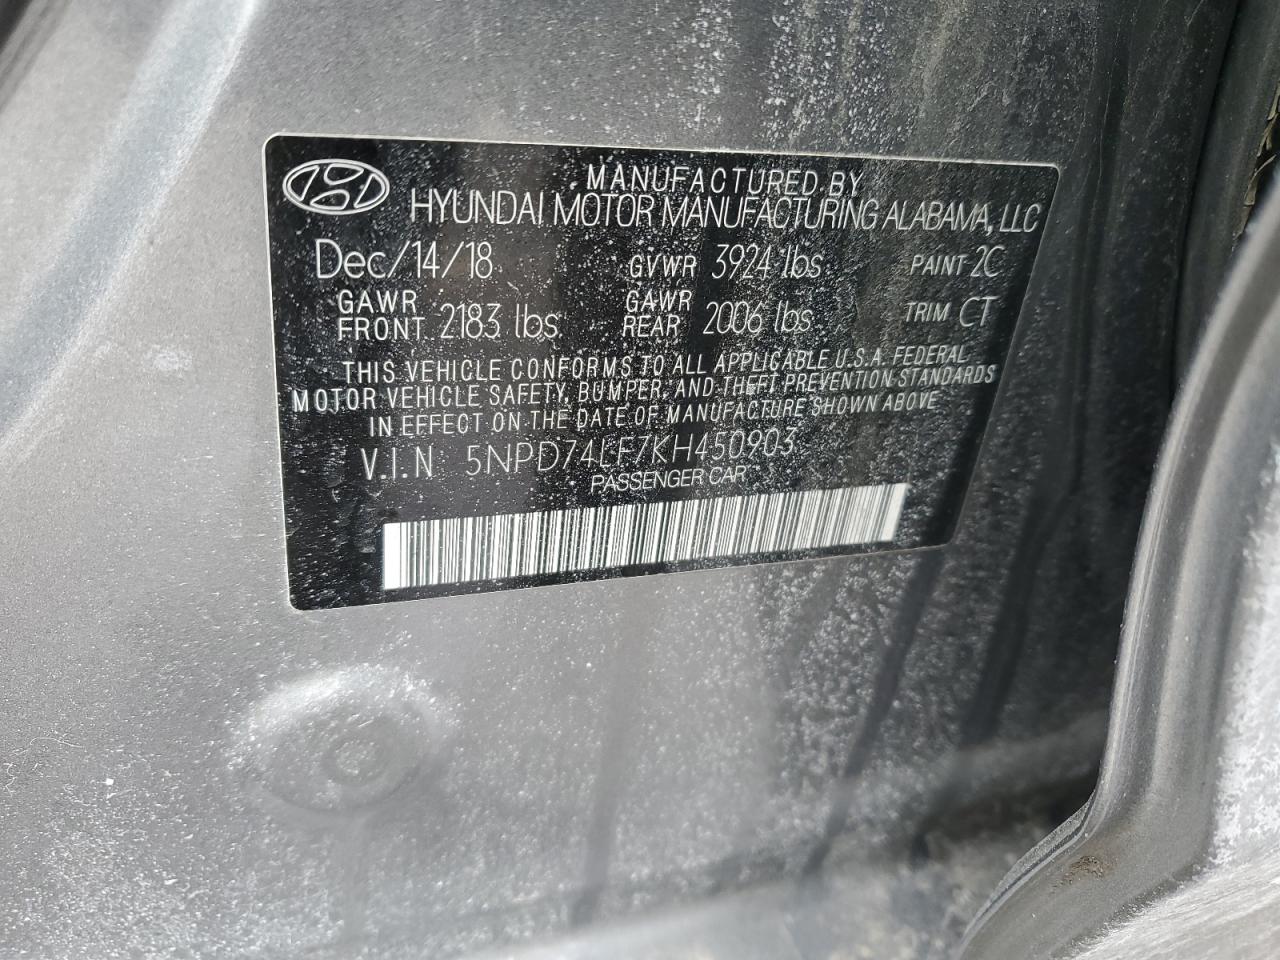 MANUFACTURED BY
HYUNDAI MOTOR MANUFACTURING ALABAMA, LLC
Dec/14/18 GVWR 3924 lbs PAINT 2C
GAWR FRONT 2183 lbs GAWR REAR 2006 lbs TRIM CT
THIS VEHICLE CONFORMS TO ALL APPLICABLE U.S.A. FEDERAL
MOTOR VEHICLE SAFETY, BUMPER, AND THEFT PREVENTION STANDARDS
IN EFFECT ON THE DATE OF MANUFACTURE SHOWN ABOVE
V.I.N 5NPD74LF7KH450903
PASSENGER CAR